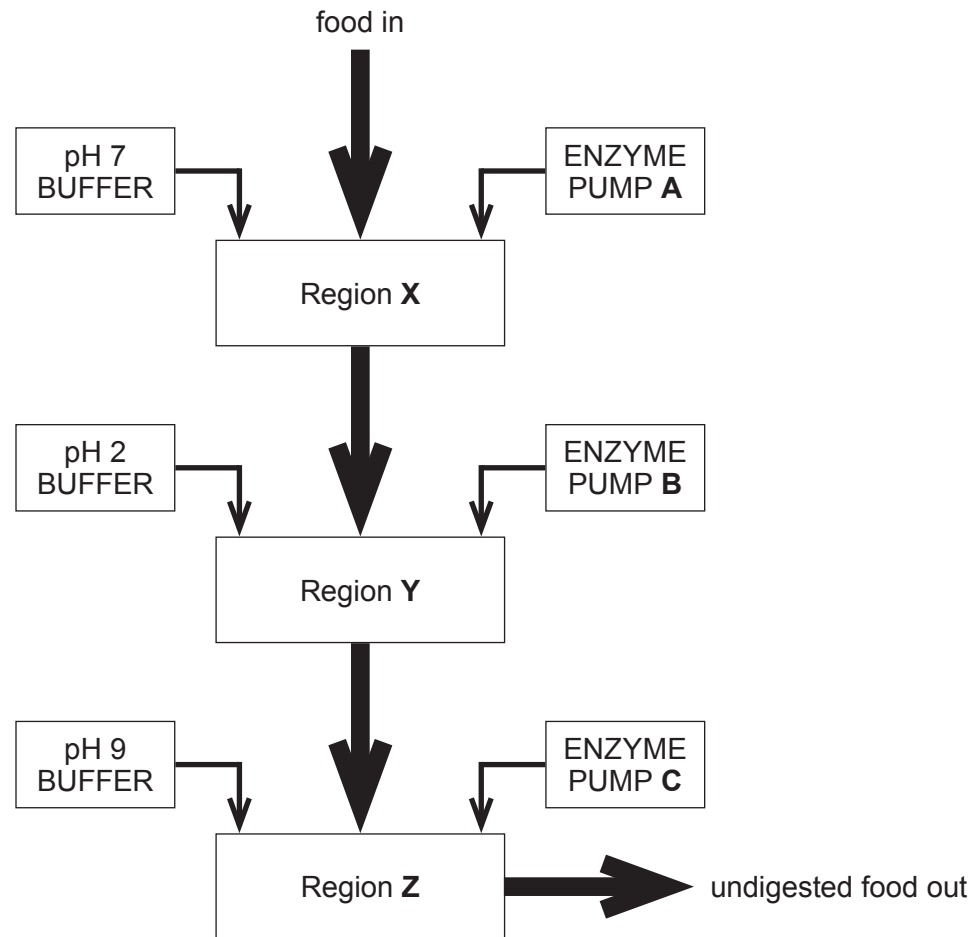 food in
pH 7
BUFFER
ENZYME
PUMP A
Region X
pH 2
BUFFER
ENZYME
PUMP B
Region Y
pH 9
BUFFER
ENZYME
PUMP C
Region Z
undigested food out